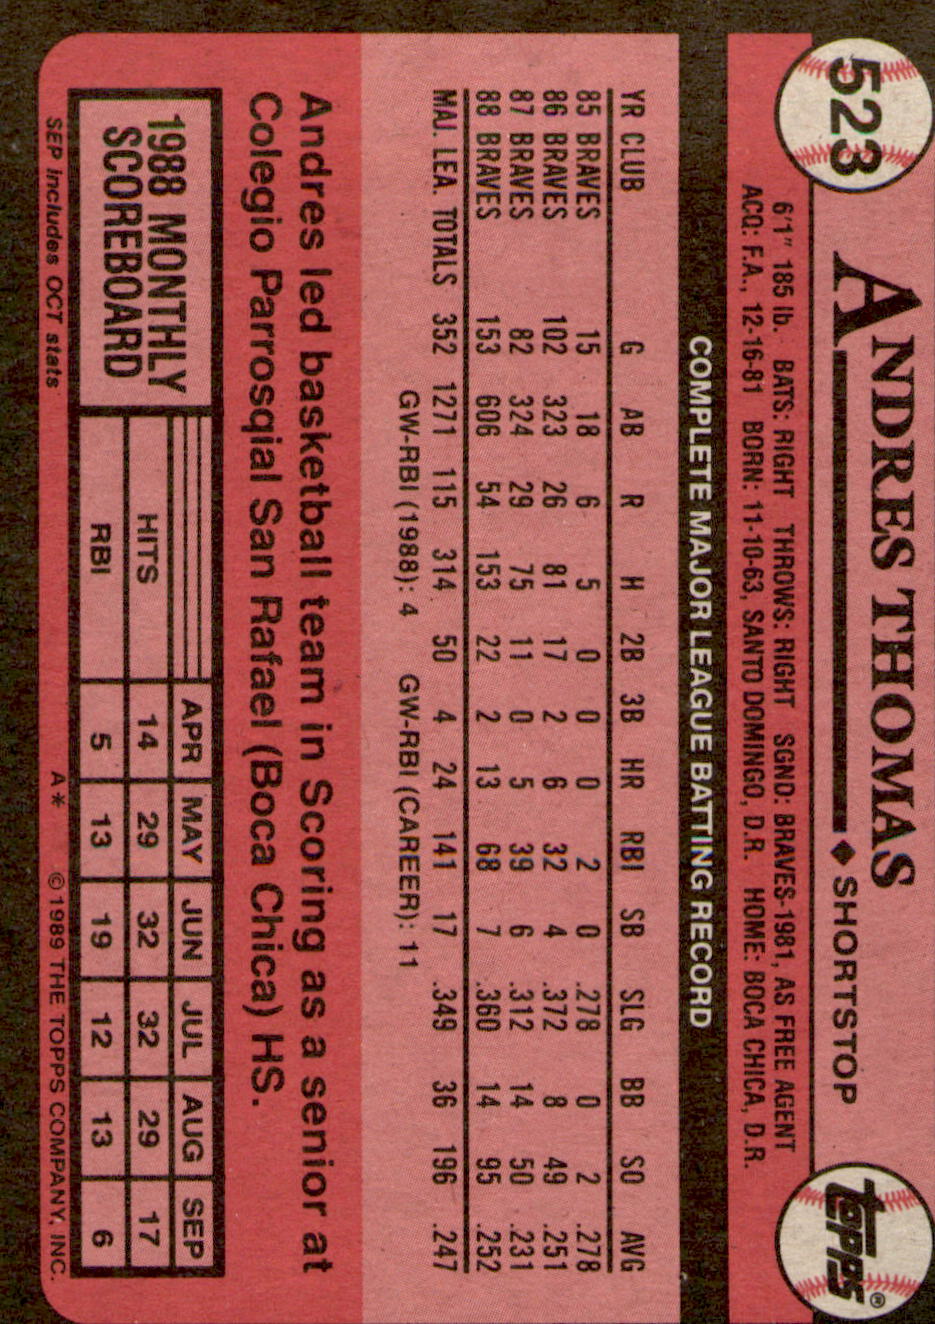 523
ANDRES THOMAS ♦ SHORTSTOP
topps®
6'1" 185 lb. BATS: RIGHT THROWS: RIGHT SGND: BRAVES-1981, AS FREE AGENT
ACQ: F.A., 12-16-81 BORN: 11-10-63, SANTO DOMINGO, D.R. HOME: BOCA CHICA, D.R.
COMPLETE MAJOR LEAGUE BATTING RECORD
YR CLUB G AB R H 2B 3B HR RBI SB SLG BB SO AVG
85 BRAVES 15 18 6 5 0 0 0 2 0 .278 0 2 .278
86 BRAVES 102 323 26 81 17 2 6 32 4 .372 8 49 .251
87 BRAVES 82 324 29 75 11 0 5 39 6 .312 14 50 .231
88 BRAVES 153 606 54 153 22 2 13 68 7 .360 14 95 .252
MAJ. LEA. TOTALS 352 1271 115 314 50 4 24 141 17 .349 36 196 .247
GW-RBI (1988): 4 GW-RBI (CAREER): 11
Andres led basketball team in Scoring as a senior at
Colegio Parrosqial San Rafael (Boca Chica) HS.
1988 MONTHLY
SCOREBOARD
APR MAY JUN JUL AUG SEP
HITS 14 29 32 32 29 17
RBI 5 13 19 12 13 6
SEP includes OCT stats A* © 1989 THE TOPPS COMPANY, INC.